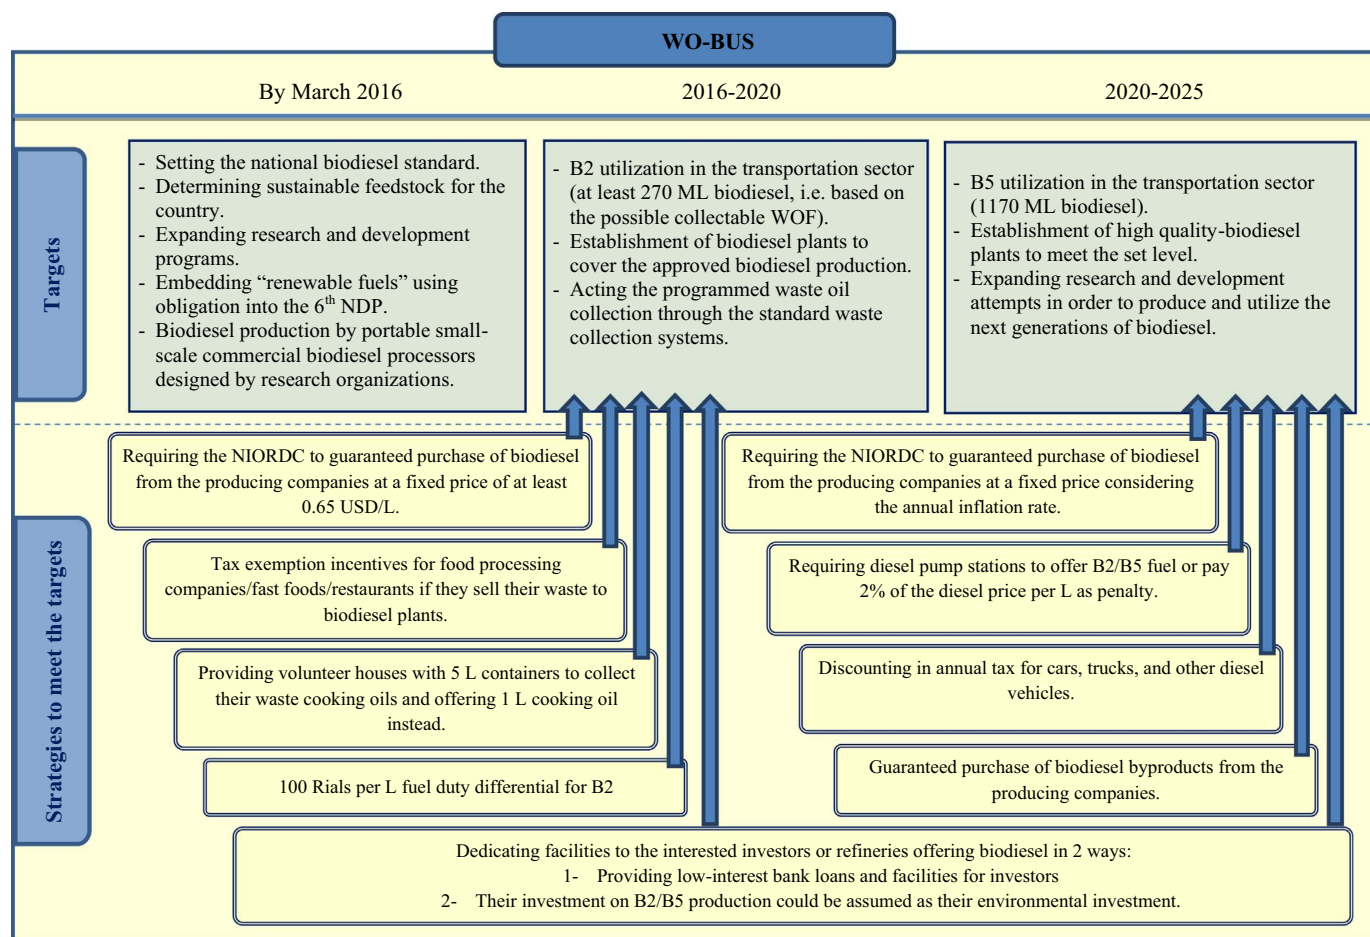 WO-BUS
By March 2016
2016-2020
2020-2025
Targets
- Setting the national biodiesel standard.
- Determining sustainable feedstock for the
country.
- Expanding research and development
programs.
- Embedding “renewable fuels” using
obligation into the 6th NDP.
- Biodiesel production by portable small-
scale commercial biodiesel processors
designed by research organizations.
- B2 utilization in the transportation sector
(at least 270 ML biodiesel, i.e. based on
the possible collectable WOF).
- Establishment of biodiesel plants to
cover the approved biodiesel production.
- Acting the programmed waste oil
collection through the standard waste
collection systems.
- B5 utilization in the transportation sector
(1170 ML biodiesel).
- Establishment of high quality-biodiesel
plants to meet the set level.
- Expanding research and development
attempts in order to produce and utilize the
next generations of biodiesel.
Strategies to meet the targets
Requiring the NIORDC to guaranteed purchase of biodiesel
from the producing companies at a fixed price of at least
0.65 USD/L.
Tax exemption incentives for food processing
companies/fast foods/restaurants if they sell their waste to
biodiesel plants.
Providing volunteer houses with 5 L containers to collect
their waste cooking oils and offering 1 L cooking oil
instead.
100 Rials per L fuel duty differential for B2
Requiring the NIORDC to guaranteed purchase of biodiesel
from the producing companies at a fixed price considering
the annual inflation rate.
Requiring diesel pump stations to offer B2/B5 fuel or pay
2% of the diesel price per L as penalty.
Discounting in annual tax for cars, trucks, and other diesel
vehicles.
Guaranteed purchase of biodiesel byproducts from the
producing companies.
Dedicating facilities to the interested investors or refineries offering biodiesel in 2 ways:
1- Providing low-interest bank loans and facilities for investors
2- Their investment on B2/B5 production could be assumed as their environmental investment.